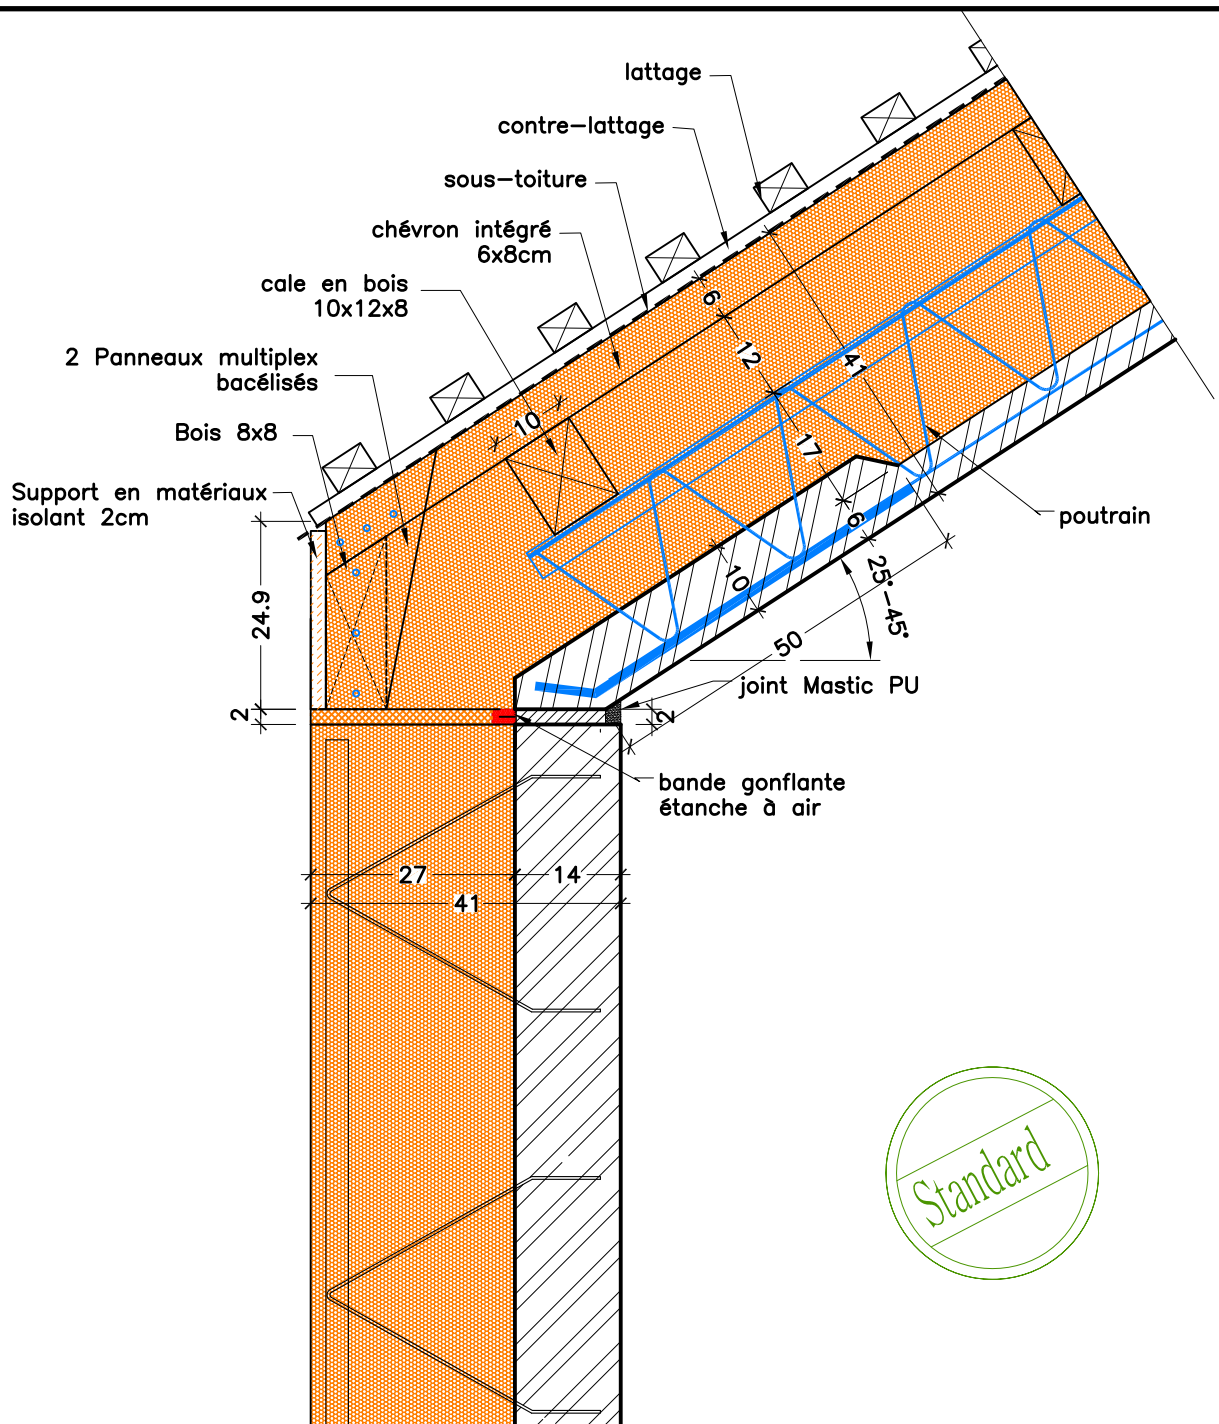 lattage
contre-lattage
sous-toiture
chévron intégré
6x8cm
cale en bois
10x12x8
2 Panneaux multiplex
bacélisés
Bois 8x8
Support en matériaux
isolant 2cm
10
6
12
41
17
6
10
25°-45°
50
poutrain
24.9
2
joint Mastic PU
2
bande gonflante
étanche à air
27
14
41
Standard